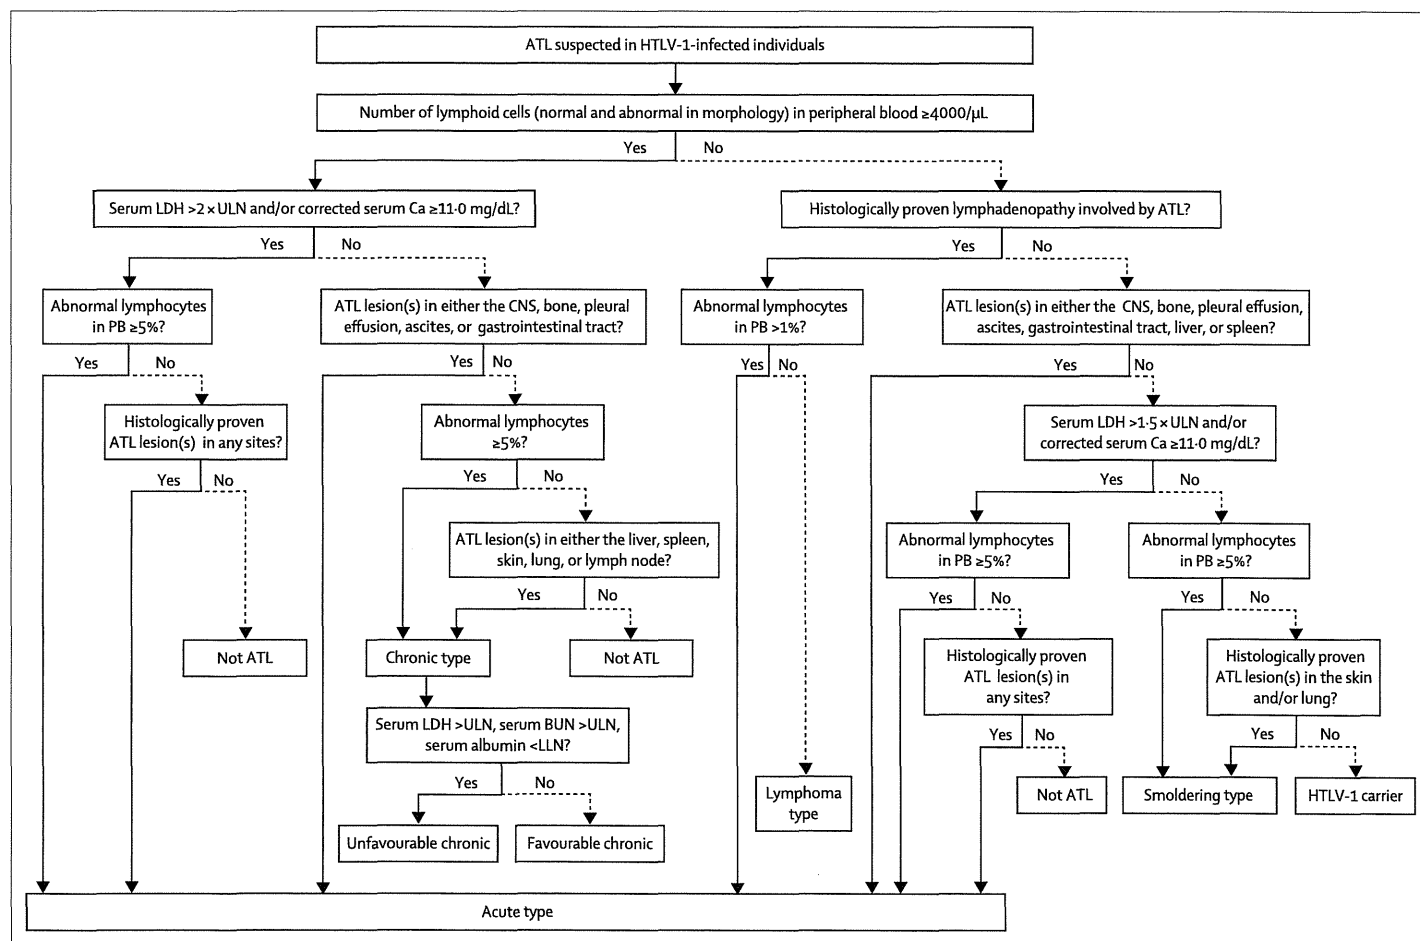 ATL suspected in HTLV-1-infected individuals
Number of lymphoid cells (normal and abnormal in morphology) in peripheral blood ≥4000/μL
Yes
No
Serum LDH >2 × ULN and/or corrected serum Ca ≥11·0 mg/dL?
Histologically proven lymphadenopathy involved by ATL?
Yes
No
Yes
No
Abnormal lymphocytes
in PB ≥5%?
ATL lesion(s) in either the CNS, bone, pleural
effusion, ascites, or gastrointestinal tract?
Abnormal lymphocytes
in PB >1%?
ATL lesion(s) in either the CNS, bone, pleural effusion,
ascites, gastrointestinal tract, liver, or spleen?
Yes
No
Yes
No
Yes
No
Yes
No
Histologically proven
ATL lesion(s) in any sites?
Abnormal lymphocytes
≥5%?
Serum LDH >1·5 × ULN and/or
corrected serum Ca ≥11·0 mg/dL?
Yes
No
Yes
No
Yes
No
ATL lesion(s) in either the liver, spleen,
skin, lung, or lymph node?
Abnormal lymphocytes
in PB ≥5%?
Abnormal lymphocytes
in PB ≥5%?
Yes
No
Yes
No
Yes
No
Not ATL
Chronic type
Not ATL
Histologically proven
ATL lesion(s) in
any sites?
Histologically proven
ATL lesion(s) in the skin
and/or lung?
Serum LDH >ULN, serum BUN >ULN,
serum albumin <LLN?
Yes
No
Yes
No
Yes
No
Lymphoma
type
Not ATL
Smoldering type
HTLV-1 carrier
Unfavourable chronic
Favourable chronic
Acute type